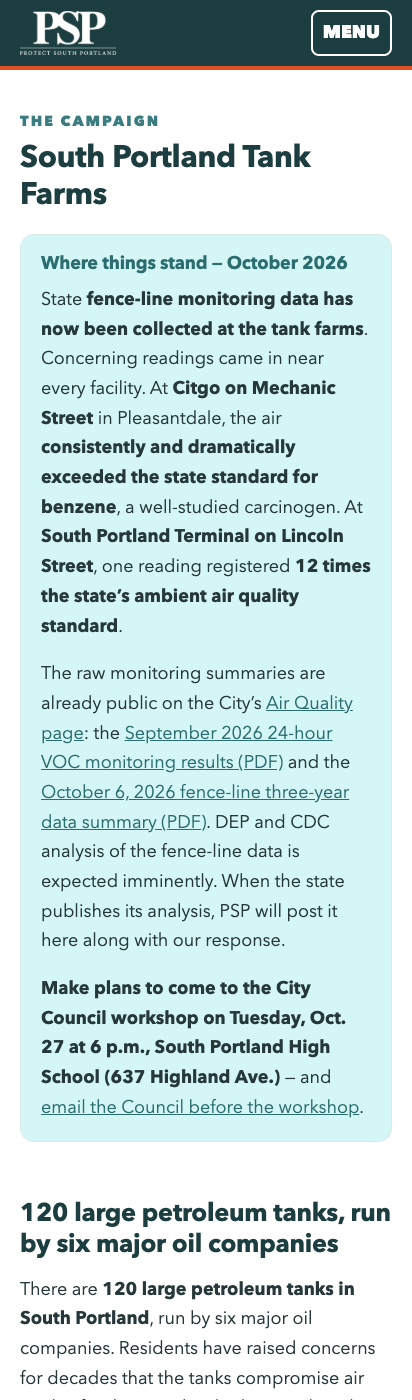 PSP
PROTECT SOUTH PORTLAND
MENU
THE CAMPAIGN
South Portland Tank
Farms
Where things stand – October 2026
State fence-line monitoring data has
now been collected at the tank farms.
Concerning readings came in near
every facility. At Citgo on Mechanic
Street in Pleasantdale, the air
consistently and dramatically
exceeded the state standard for
benzene, a well-studied carcinogen. At
South Portland Terminal on Lincoln
Street, one reading registered 12 times
the state’s ambient air quality
standard.
The raw monitoring summaries are
already public on the City’s Air Quality
page: the September 2026 24-hour
VOC monitoring results (PDF) and the
October 6, 2026 fence-line three-year
data summary (PDF). DEP and CDC
analysis of the fence-line data is
expected imminently. When the state
publishes its analysis, PSP will post it
here along with our response.
Make plans to come to the City
Council workshop on Tuesday, Oct.
27 at 6 p.m., South Portland High
School (637 Highland Ave.) – and
email the Council before the workshop.
120 large petroleum tanks, run
by six major oil companies
There are 120 large petroleum tanks in
South Portland, run by six major oil
companies. Residents have raised concerns
for decades that the tanks compromise air